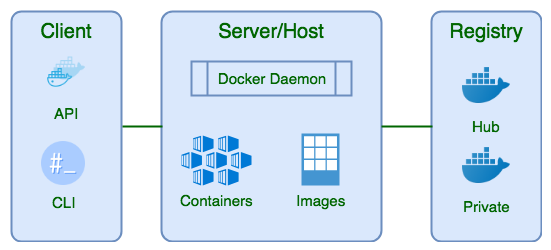 Client
API
#_
CLI
Server/Host
Docker Daemon
Containers
Images
Registry
Hub
Private